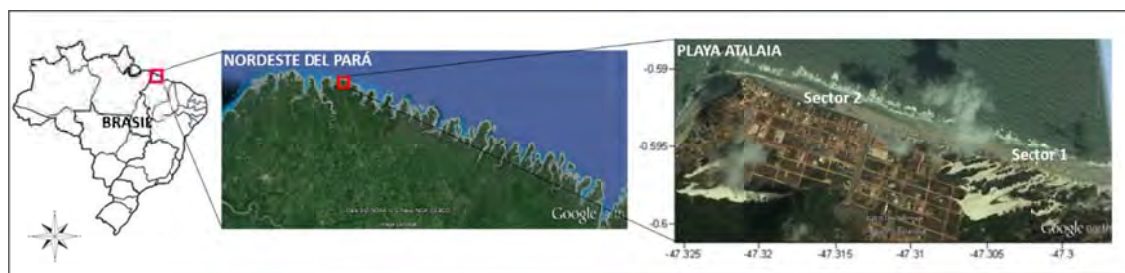 BRASIL
NORDESTE DEL PARÁ
Google
PLAYA ATALAIA
Sector 2
Sector 1
Google
-0.59
-0.595
-0.6
-47.325
-47.32
-47.315
-47.31
-47.305
-47.3